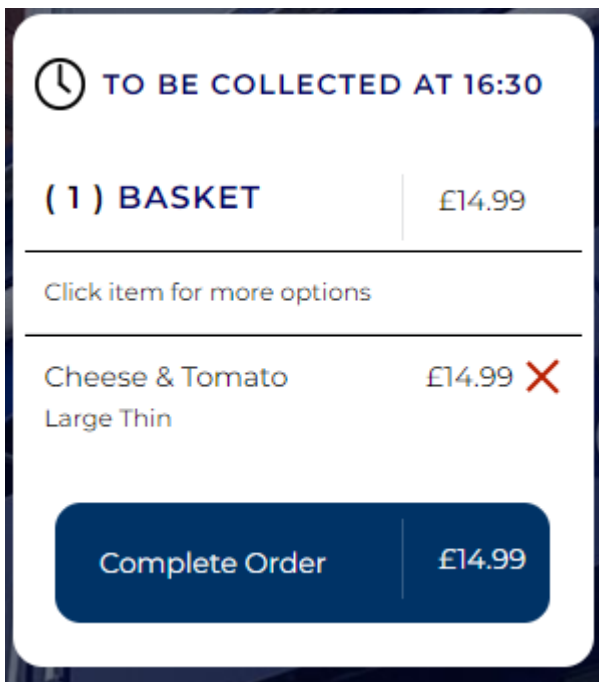 TO BE COLLECTED AT 16:30
( 1 ) BASKET £14.99
Click item for more options
Cheese & Tomato £14.99
Large Thin
Complete Order £14.99